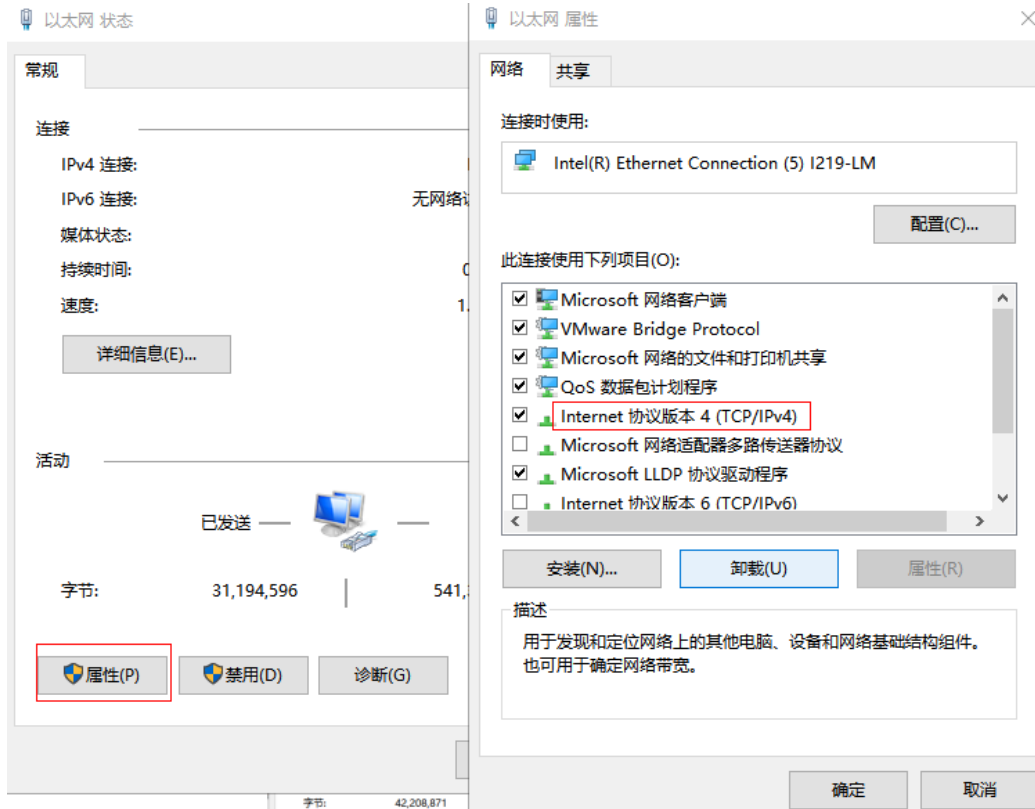 以太网 状态
常规
连接
IPv4 连接:
IPv6 连接:
无网络
媒体状态:
持续时间:
速度:
1.
详细信息(E)...
活动
已发送
字节:
31,194,596
541,
属性(P)
禁用(D)
诊断(G)
字节:
42,208,871
以太网 属性
网络
共享
连接时使用:
Intel(R) Ethernet Connection (5) I219-LM
配置(C)...
此连接使用下列项目(O):
Microsoft 网络客户端
VMware Bridge Protocol
Microsoft 网络的文件和打印机共享
QoS 数据包计划程序
Internet 协议版本 4 (TCP/IPv4)
Microsoft 网络适配器多路传送器协议
Microsoft LLDP 协议驱动程序
Internet 协议版本 6 (TCP/IPv6)
安装(N)...
卸载(U)
属性(R)
描述
用于发现和定位网络上的其他电脑、设备和网络基础结构组件。
也可用于确定网络带宽。
确定
取消